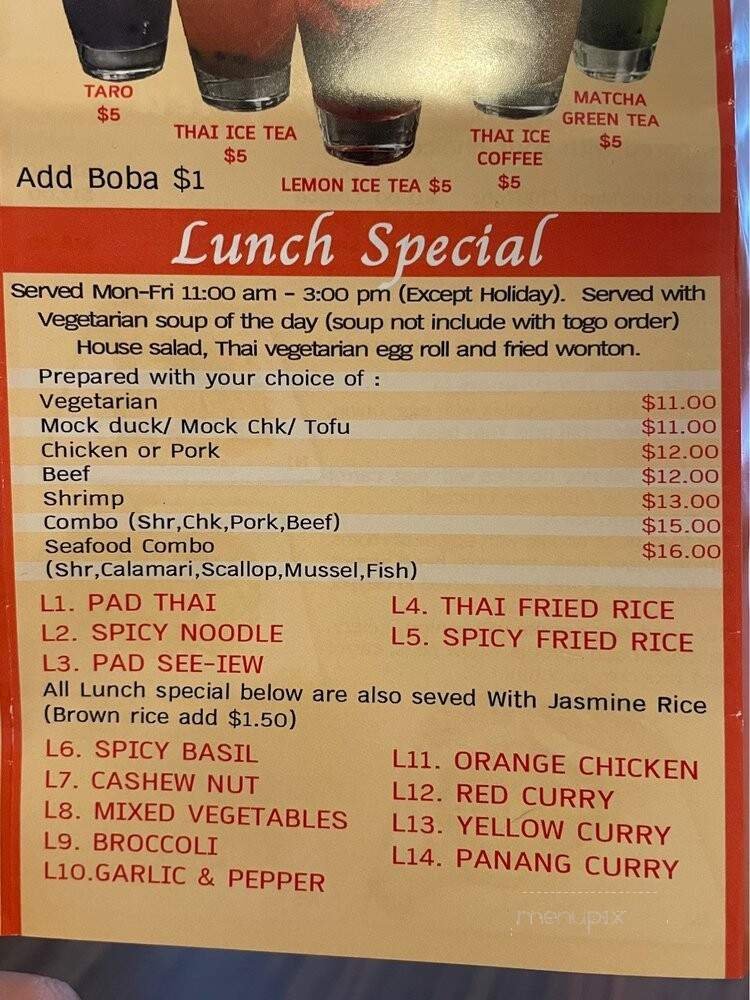 TARO
$5
THAI ICE TEA
$5
LEMON ICE TEA $5
THAI ICE
COFFEE
$5
MATCHA
GREEN TEA
$5
Add Boba $1
Lunch Special
Served Mon-Fri 11:00 am - 3:00 pm (Except Holiday). Served with
Vegetarian soup of the day (soup not include with togo order)
House salad, Thai vegetarian egg roll and fried wonton.
Prepared with your choice of :
Vegetarian $11.00
Mock duck/ Mock Chk/ Tofu $11.00
Chicken or Pork $12.00
Beef $12.00
Shrimp $13.00
Combo (Shr,Chk,Pork,Beef) $15.00
Seafood Combo $16.00
(Shr,Calamari,Scallop,Mussel,Fish)
L1. PAD THAI
L2. SPICY NOODLE
L3. PAD SEE-IEW
L4. THAI FRIED RICE
L5. SPICY FRIED RICE
All Lunch special below are also seved With Jasmine Rice
(Brown rice add $1.50)
L6. SPICY BASIL
L7. CASHEW NUT
L8. MIXED VEGETABLES
L9. BROCCOLI
L10.GARLIC & PEPPER
L11. ORANGE CHICKEN
L12. RED CURRY
L13. YELLOW CURRY
L14. PANANG CURRY
menupix